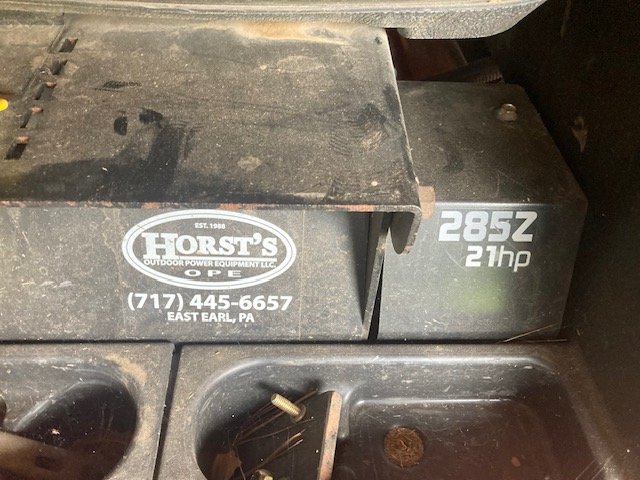 EST. 1988
HORST'S
OUTDOOR POWER EQUIPMENT LLC.
OPE
(717) 445-6657
EAST EARL, PA
285Z
21hp